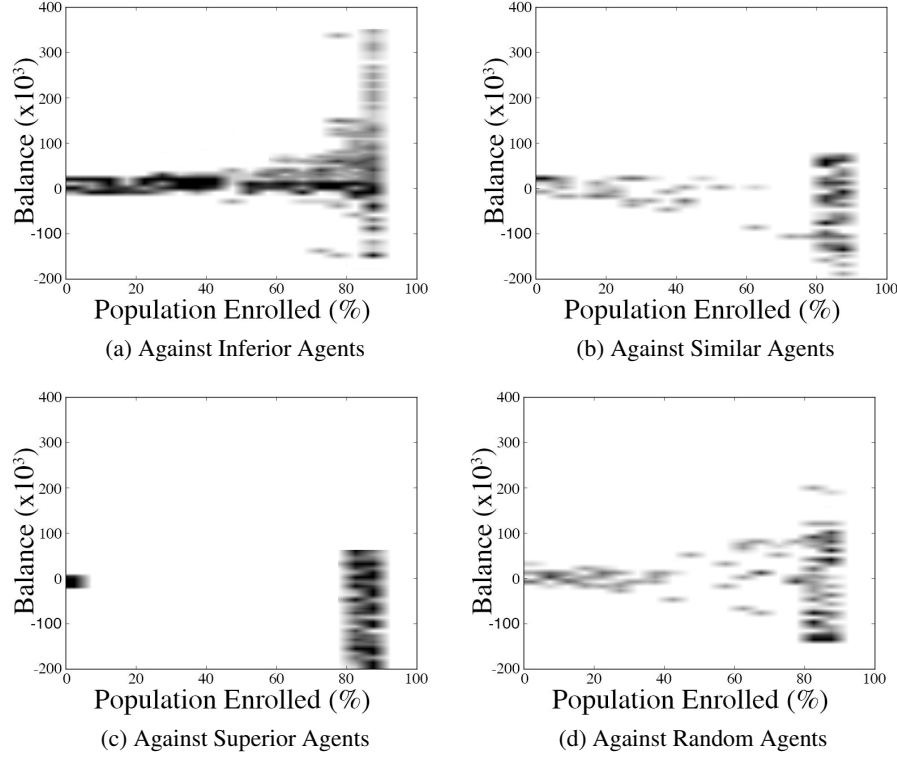 400
300
200
100
0
-100
-200
Balance (x10³)
0 20 40 60 80 100
Population Enrolled (%)
(a) Against Inferior Agents
400
300
200
100
0
-100
-200
Balance (x10³)
0 20 40 60 80 100
Population Enrolled (%)
(b) Against Similar Agents
400
300
200
100
0
-100
-200
Balance (x10³)
0 20 40 60 80 100
Population Enrolled (%)
(c) Against Superior Agents
400
300
200
100
0
-100
-200
Balance (x10³)
0 20 40 60 80 100
Population Enrolled (%)
(d) Against Random Agents